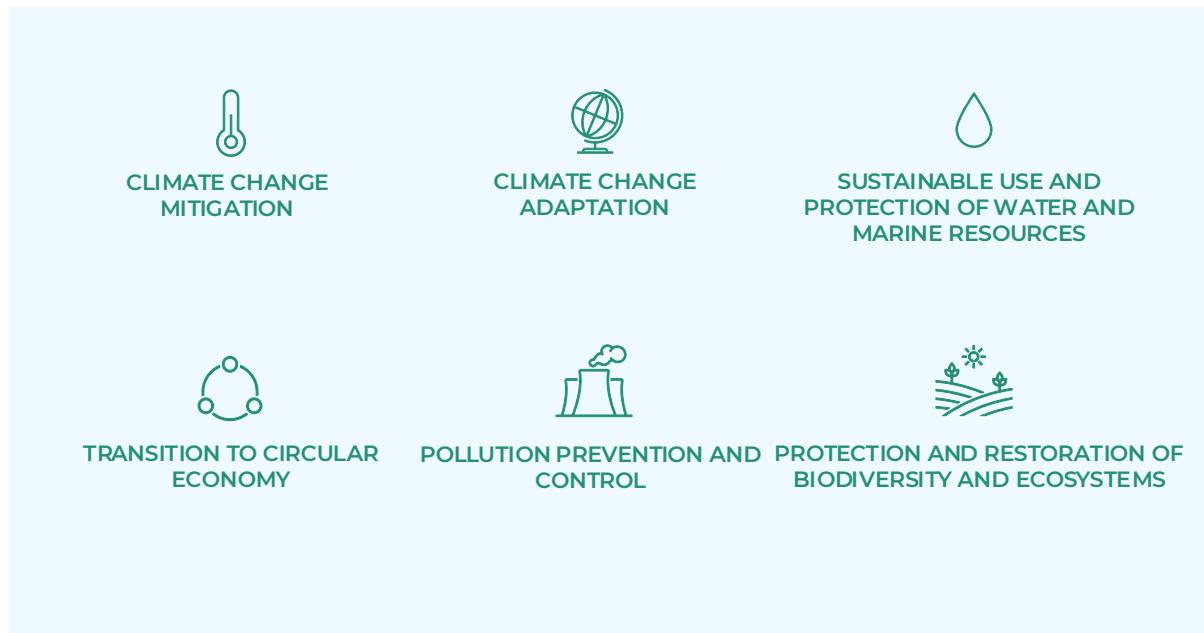 CLIMATE CHANGE
MITIGATION
CLIMATE CHANGE
ADAPTATION
SUSTAINABLE USE AND
PROTECTION OF WATER AND
MARINE RESOURCES
TRANSITION TO CIRCULAR
ECONOMY
POLLUTION PREVENTION AND
CONTROL
PROTECTION AND RESTORATION OF
BIODIVERSITY AND ECOSYSTEMS